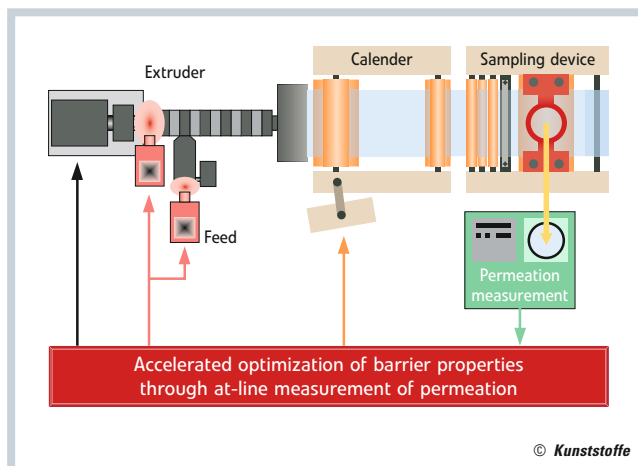 Extruder
Calender
Sampling device
Feed
Permeation
measurement
Accelerated optimization of barrier properties
through at-line measurement of permeation
© Kunststoffe